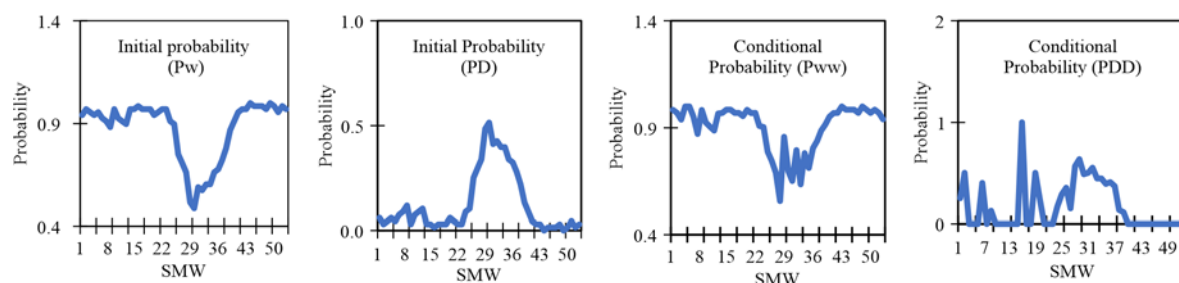 1.4
0.9
0.4
Probability
Initial probability
(Pw)
1 8 15 22 29 36 43 50
SMW
1.0
0.5
0.0
Probability
Initial Probability
(PD)
1 8 15 22 29 36 43 50
SMW
1.4
0.9
0.4
Probability
Conditional
Probability (Pww)
1 8 15 22 29 36 43 50
SMW
2
1
0
Probability
Conditional
Probability (PDD)
1 7 13 19 25 31 37 43 49
SMW